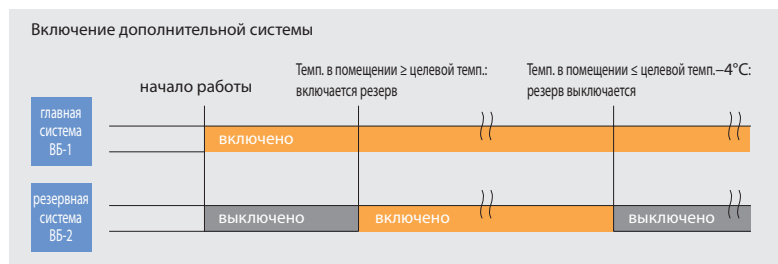 Включение дополнительной системы
начало работы
Темп. в помещении ≥ целевой темп.:
включается резерв
Темп. в помещении ≤ целевой темп.–4°C:
резерв выключается
главная
система
ВБ-1
включено
резервная
система
ВБ-2
выключено
включено
выключено